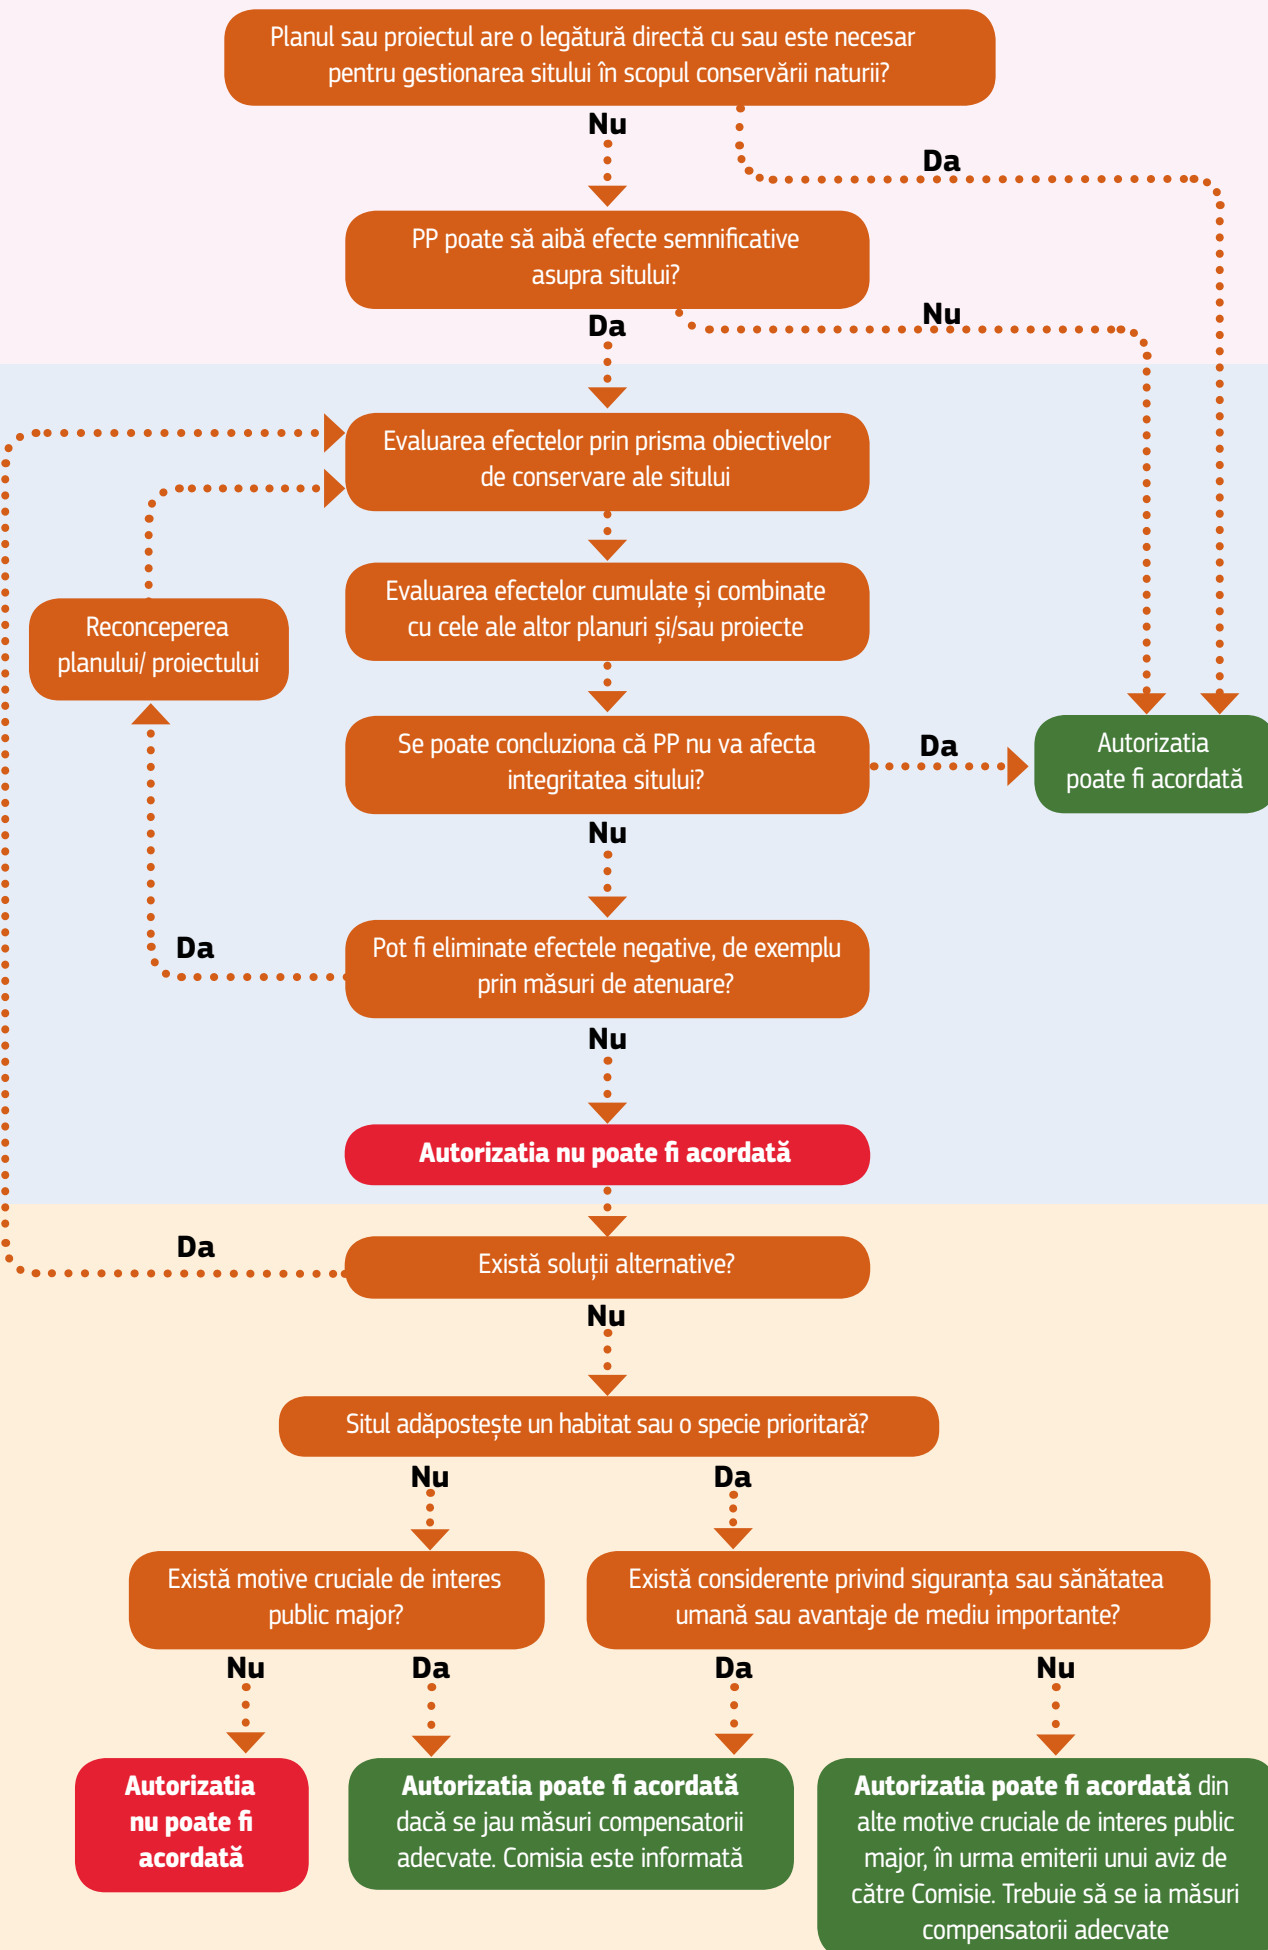 Planul sau proiectul are o legătură directă cu sau este necesar
pentru gestionarea sitului în scopul conservării naturii?
Nu
Da
PP poate să aibă efecte semnificative
asupra sitului?
Nu
Da
Evaluarea efectelor prin prisma obiectivelor
de conservare ale sitului
Evaluarea efectelor cumulate și combinate
cu cele ale altor planuri și/sau proiecte
Reconceperea
planului/ proiectului
Se poate concluziona că PP nu va afecta
integritatea sitului?
Da
Autorizatia
poate fi acordată
Nu
Pot fi eliminate efectele negative, de exemplu
prin măsuri de atenuare?
Da
Nu
Autorizatia nu poate fi acordată
Da
Există soluții alternative?
Nu
Situl adăpostește un habitat sau o specie prioritară?
Nu
Da
Există motive cruciale de interes
public major?
Există considerente privind siguranța sau sănătatea
umană sau avantaje de mediu importante?
Nu
Da
Da
Nu
Autorizatia
nu poate fi
acordată
Autorizatia poate fi acordată
dacă se jau măsuri compensatorii
adecvate. Comisia este informată
Autorizatia poate fi acordată din
alte motive cruciale de interes public
major, în urma emiterii unui aviz de
către Comisie. Trebuie să se ia măsuri
compensatorii adecvate